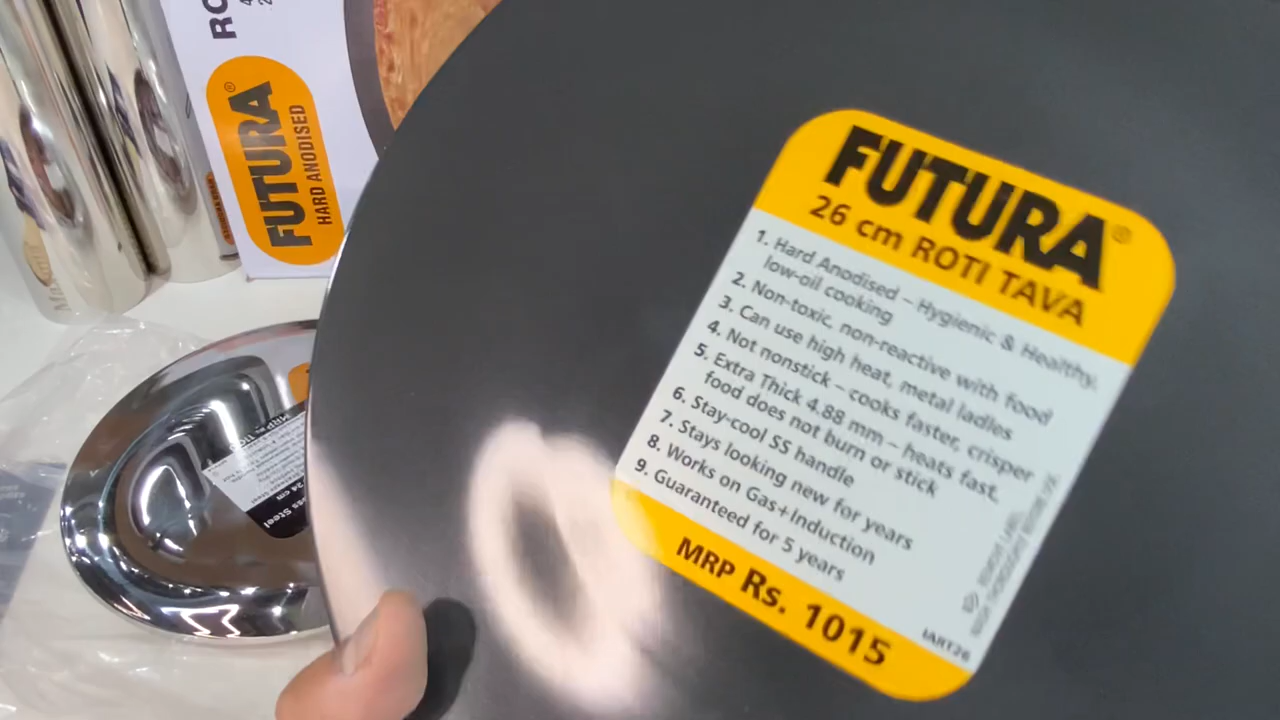 FUTURA®
26 cm ROTI TAVA
1. Hard Anodised – Hygienic & Healthy,
low-oil cooking
2. Non-toxic, non-reactive with food
3. Can use high heat, metal ladles
4. Not nonstick – cooks faster, crisper
5. Extra Thick 4.88 mm – heats fast,
food does not burn or stick
6. Stay-cool SS handle
7. Stays looking new for years
8. Works on Gas+Induction
9. Guaranteed for 5 years
MRP Rs. 1015
IART26
FUTURA®
HARD ANODISED
RO
24 cm